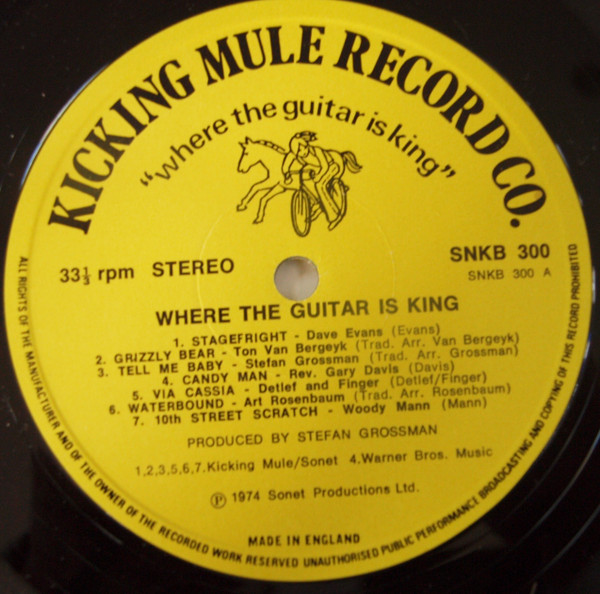 KICKING MULE RECORD CO.
"where the guitar is king"
33⅓ rpm STEREO
SNKB 300
SNKB 300 A
WHERE THE GUITAR IS KING
1. STAGEFRIGHT - Dave Evans (Evans)
2. GRIZZLY BEAR - Ton Van Bergeyk (Trad. Arr. Van Bergeyk)
3. TELL ME BABY - Stefan Grossman (Trad. Arr. Grossman)
4. CANDY MAN - Rev. Gary Davis (Davis)
5. VIA CASSIA - Detlef and Finger (Detlef/Finger)
6. WATERBOUND - Art Rosenbaum (Trad. Arr. Rosenbaum)
7. 10th STREET SCRATCH - Woody Mann (Mann)
PRODUCED BY STEFAN GROSSMAN
1,2,3,5,6,7.Kicking Mule/Sonet 4.Warner Bros. Music
℗ 1974 Sonet Productions Ltd.
MADE IN ENGLAND
ALL RIGHTS OF THE MANUFACTURER AND OF THE OWNER OF THE RECORDED WORK RESERVED UNAUTHORISED PUBLIC PERFORMANCE BROADCASTING AND COPYING OF THIS RECORD PROHIBITED